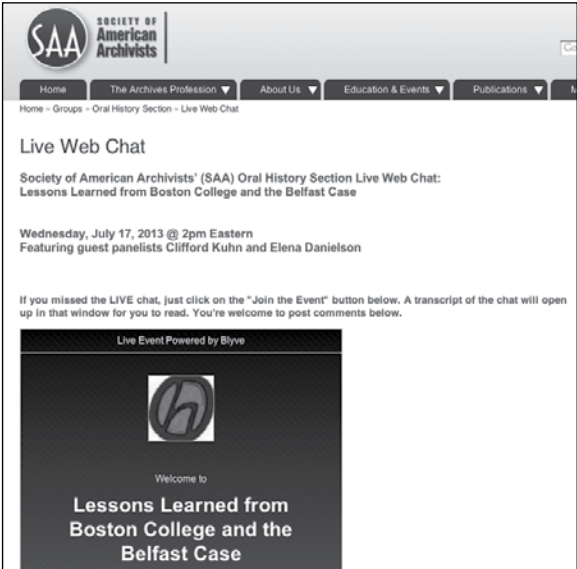 SAA
SOCIETY OF
American
Archivists
Home The Archives Profession ▼ About Us ▼ Education & Events ▼ Publications ▼
Home » Groups » Oral History Section » Live Web Chat
Live Web Chat
Society of American Archivists' (SAA) Oral History Section Live Web Chat:
Lessons Learned from Boston College and the Belfast Case
Wednesday, July 17, 2013 @ 2pm Eastern
Featuring guest panelists Clifford Kuhn and Elena Danielson
If you missed the LIVE chat, just click on the "Join the Event" button below. A transcript of the chat will open
up in that window for you to read. You're welcome to post comments below.
Live Event Powered by Blyve
h
Welcome to
Lessons Learned from
Boston College and the
Belfast Case